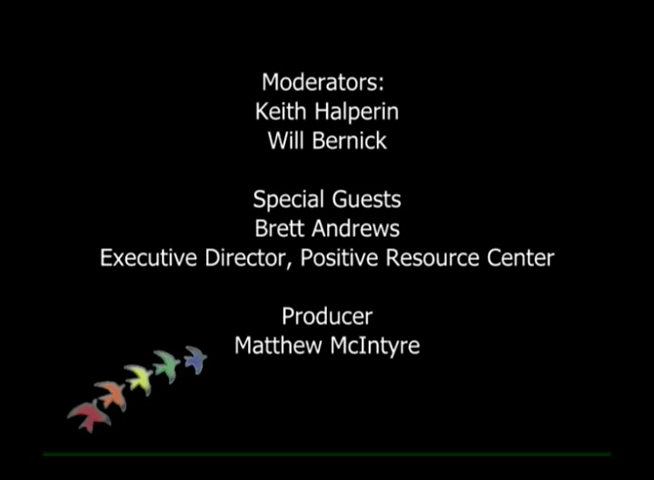 Moderators:
Keith Halperin
Will Bernick
Special Guests
Brett Andrews
Executive Director, Positive Resource Center
Producer
Matthew McIntyre